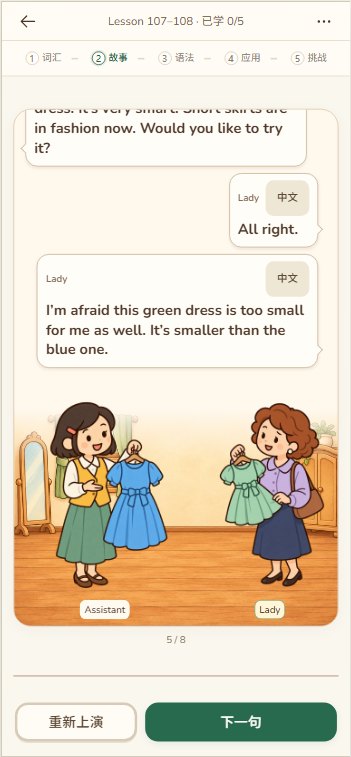 Lesson 107–108 · 已学 0/5
1 词汇 2 故事 3 语法 4 应用 5 挑战
dress. It's very smart. Short skirts are
in fashion now. Would you like to try
it?
Lady 中文
All right.
Lady 中文
I'm afraid this green dress is too small
for me as well. It's smaller than the
blue one.
Assistant Lady
5 / 8
重新上演 下一句